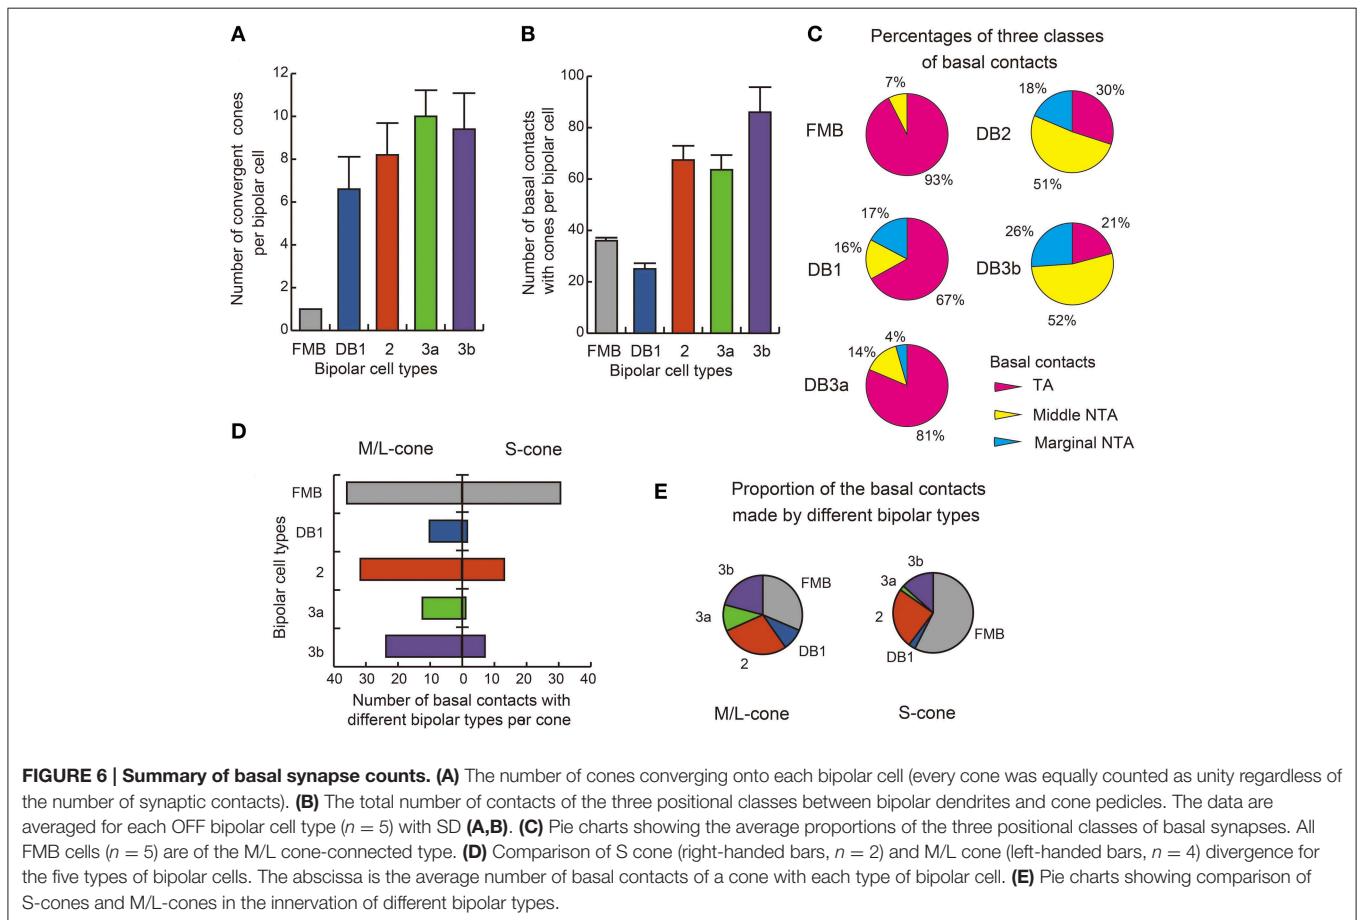 A
Number of convergent cones
per bipolar cell
12
10
8
6
4
2
0
FMB DB1 2 3a 3b
Bipolar cell types
B
Number of basal contacts
with cones per bipolar cell
100
80
60
40
20
0
FMB DB1 2 3a 3b
Bipolar cell types
C
Percentages of three classes
of basal contacts
FMB
7%
93%
DB2
18%
30%
51%
DB1
17%
16%
67%
DB3b
26%
21%
52%
DB3a
14%
4%
81%
Basal contacts
TA
Middle NTA
Marginal NTA
D
M/L-cone S-cone
Bipolar cell types
FMB
DB1
2
3a
3b
40 30 20 10 0 10 20 30 40
Number of basal contacts with
different bipolar types per cone
E
Proportion of the basal contacts
made by different bipolar types
3b
FMB
3a
DB1
2
M/L-cone
3b
3a
2
FMB
DB1
S-cone
FIGURE 6 | Summary of basal synapse counts. (A) The number of cones converging onto each bipolar cell (every cone was equally counted as unity regardless of
the number of synaptic contacts). (B) The total number of contacts of the three positional classes between bipolar dendrites and cone pedicles. The data are
averaged for each OFF bipolar cell type (n = 5) with SD (A,B). (C) Pie charts showing the average proportions of the three positional classes of basal synapses. All
FMB cells (n = 5) are of the M/L cone-connected type. (D) Comparison of S cone (right-handed bars, n = 2) and M/L cone (left-handed bars, n = 4) divergence for
the five types of bipolar cells. The abscissa is the average number of basal contacts of a cone with each type of bipolar cell. (E) Pie charts showing comparison of
S-cones and M/L-cones in the innervation of different bipolar types.